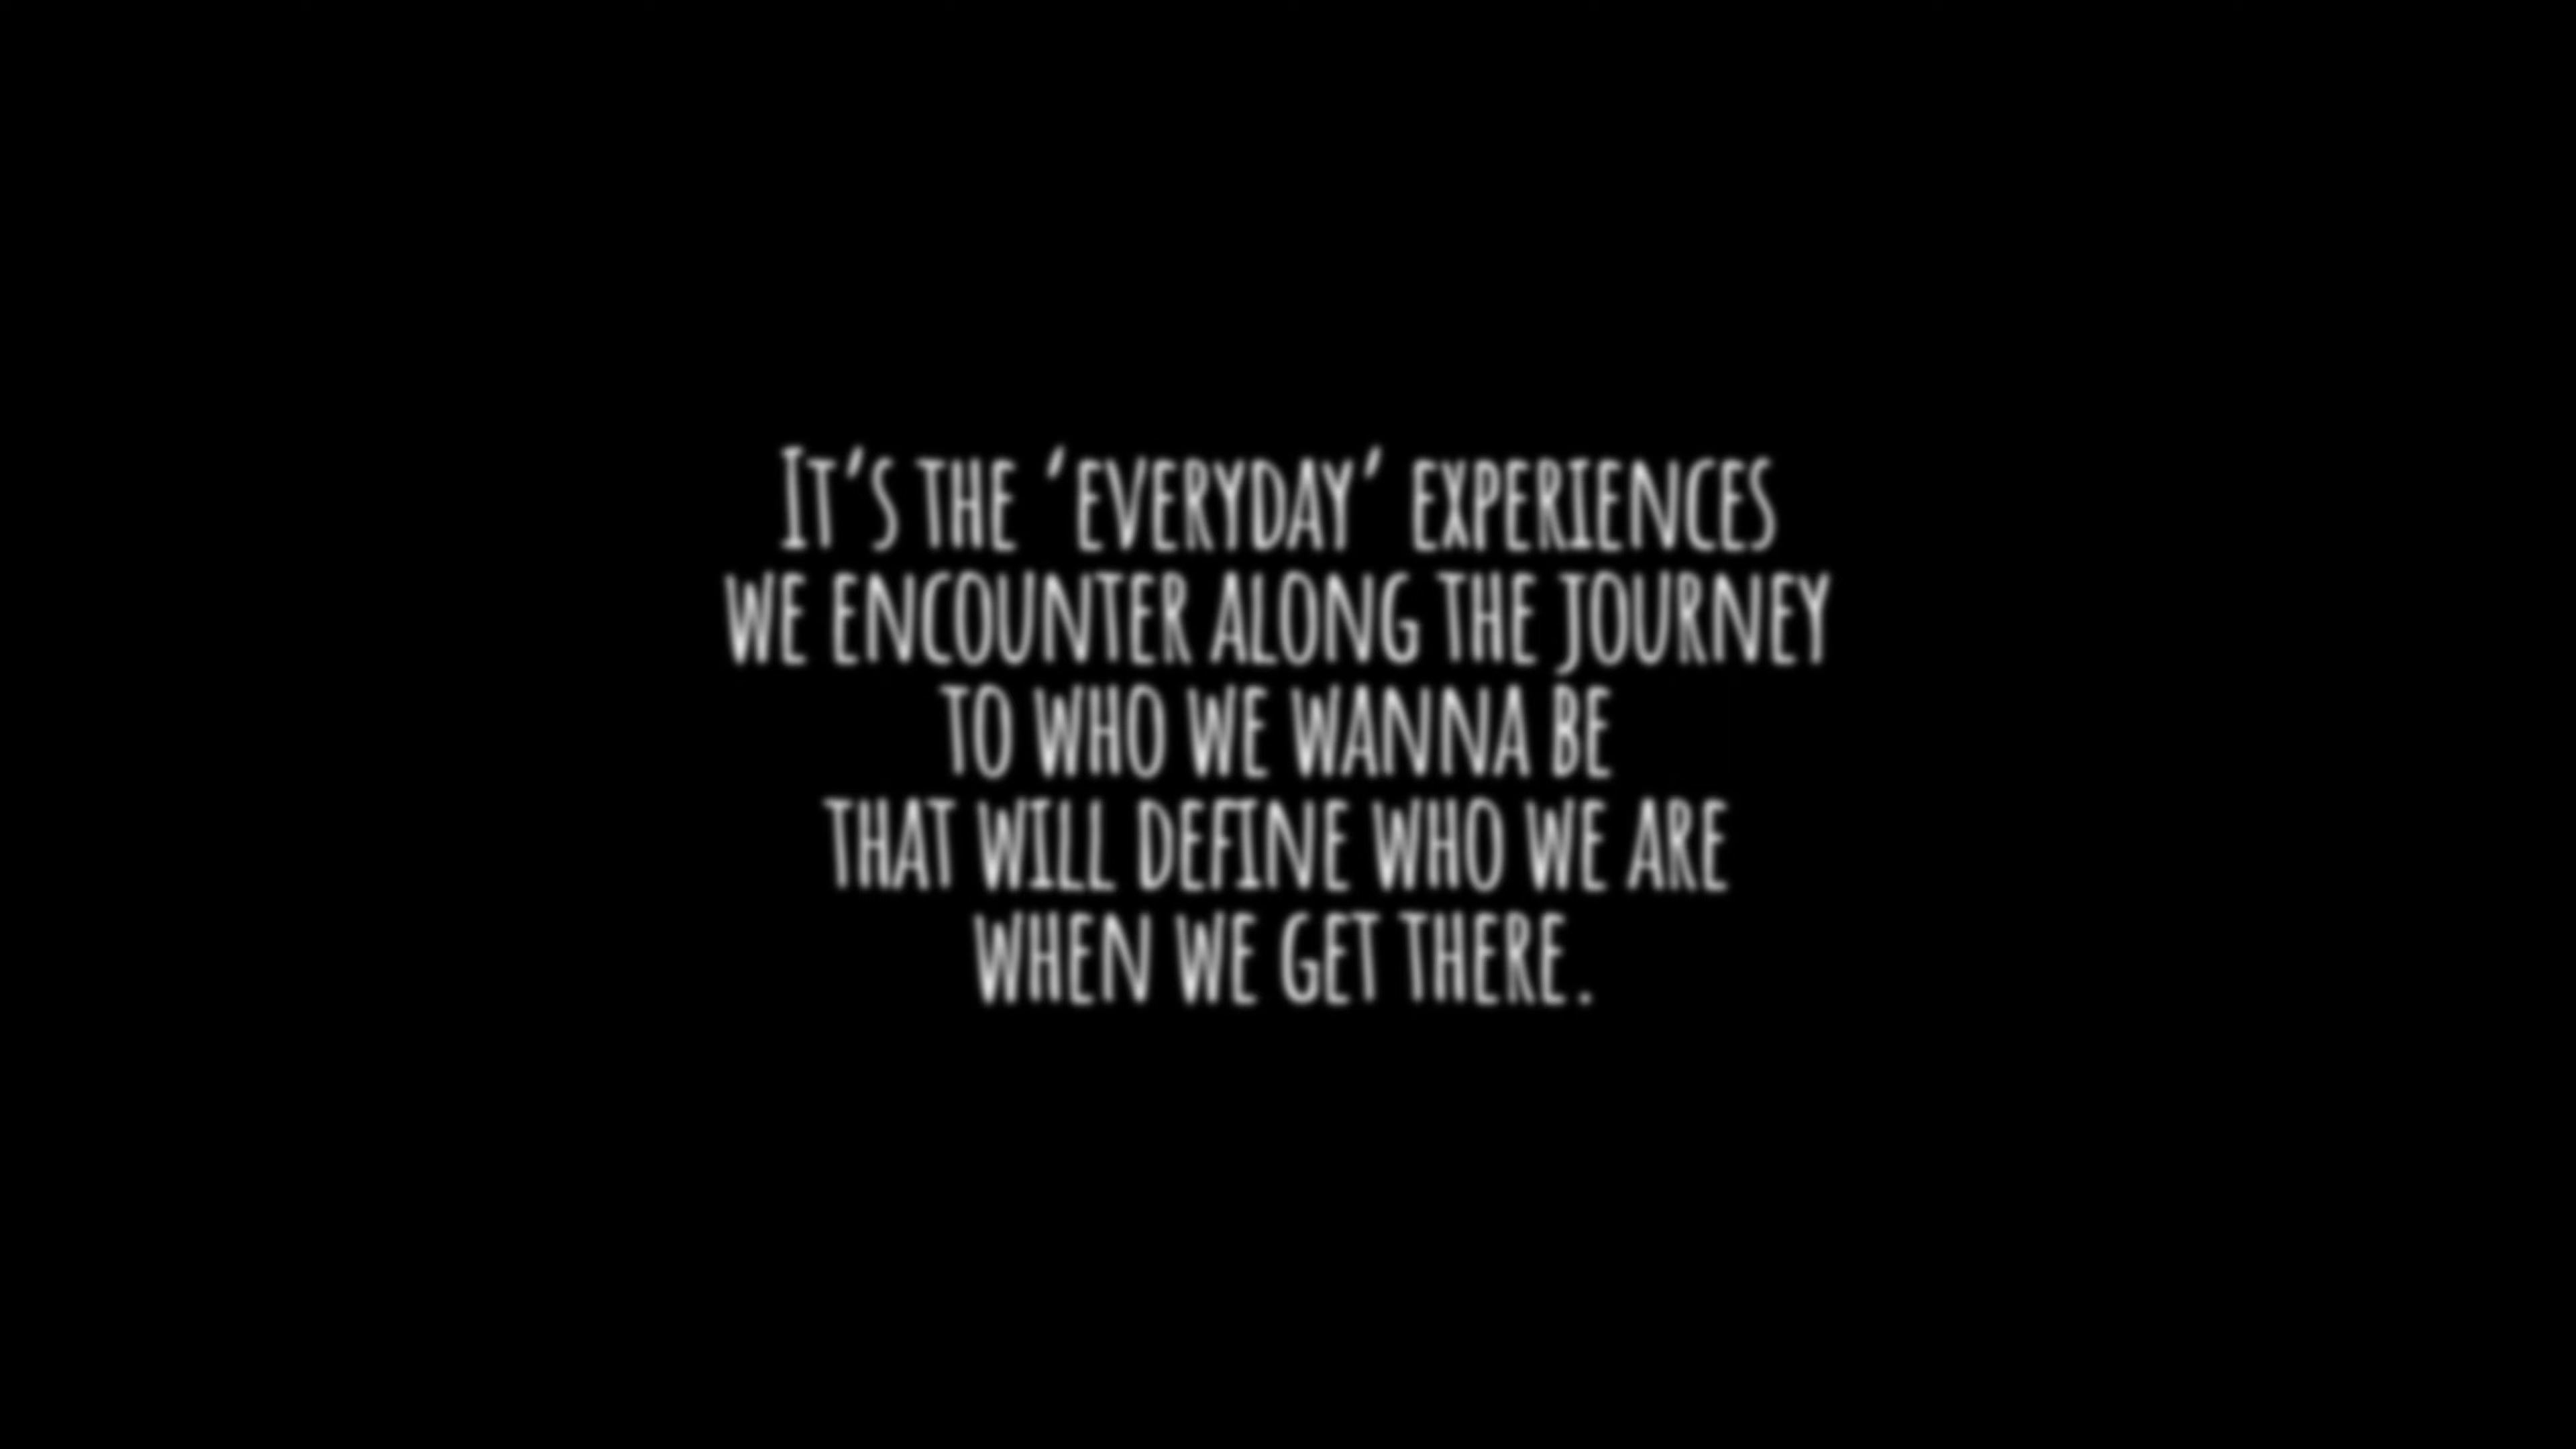 It's the 'everyday' experiences
we encounter along the journey
to who we wanna be
that will define who we are
when we get there.